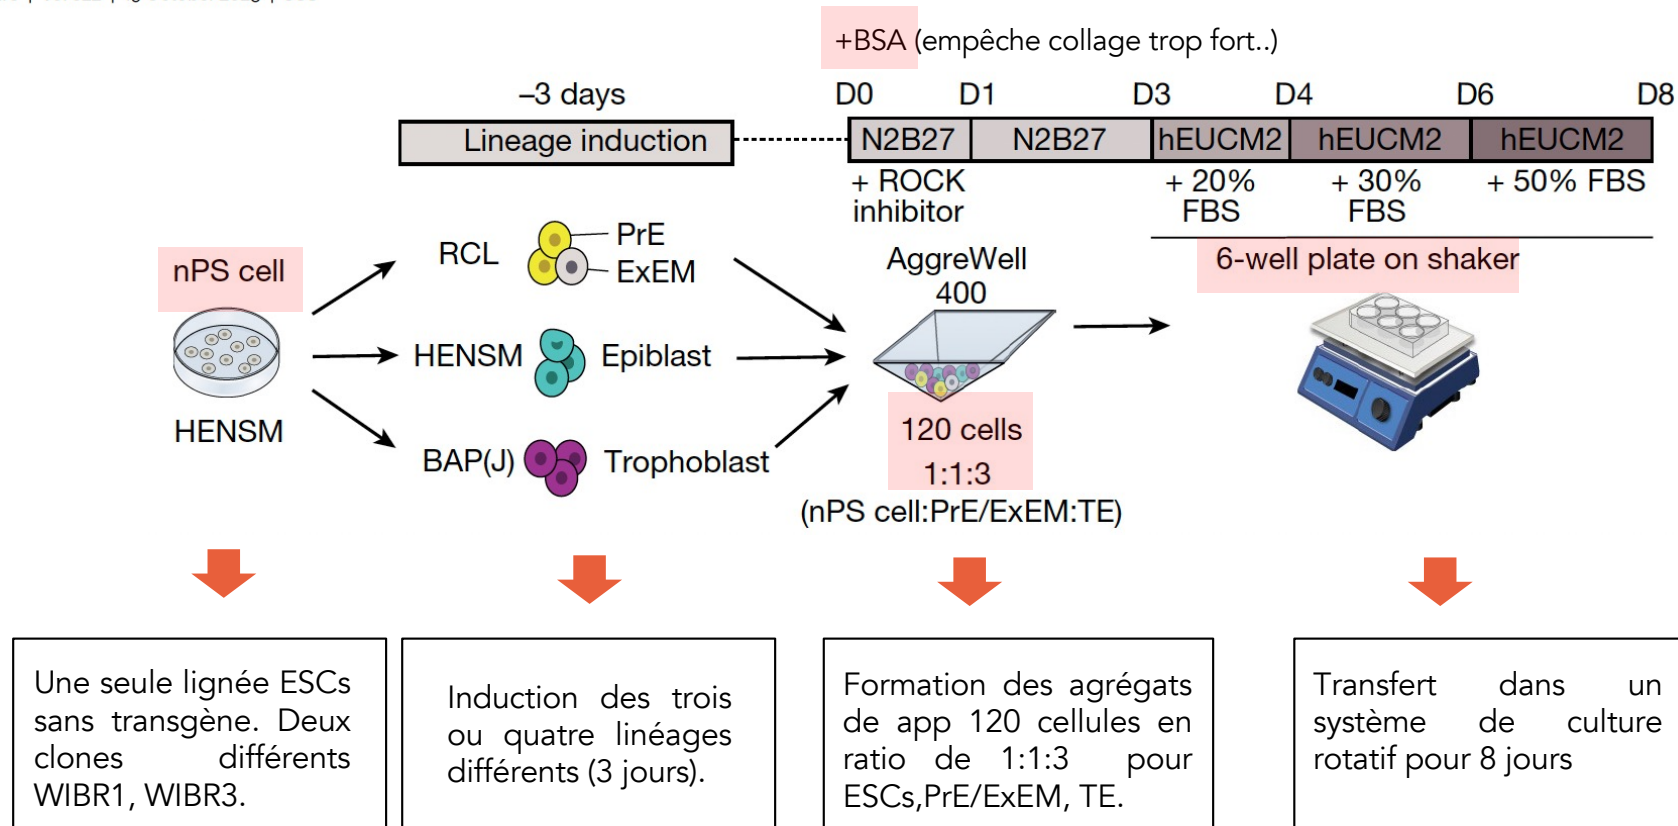 +BSA (empêche collage trop fort..)
–3 days
D0 D1 D3 D4 D6 D8
Lineage induction
N2B27 N2B27 hEUCM2 hEUCM2 hEUCM2
+ ROCK
inhibitor
+ 20%
FBS
+ 30%
FBS
+ 50% FBS
nPS cell
HENSM
RCL
PrE
ExEM
HENSM
Epiblast
BAP(J)
Trophoblast
AggreWell
400
120 cells
1:1:3
(nPS cell:PrE/ExEM:TE)
6-well plate on shaker
Une seule lignée ESCs
sans transgène. Deux
clones différents
WIBR1, WIBR3.
Induction des trois
ou quatre linéages
différents (3 jours).
Formation des agrégats
de app 120 cellules en
ratio de 1:1:3 pour
ESCs,PrE/ExEM, TE.
Transfert dans un
système de culture
rotatif pour 8 jours